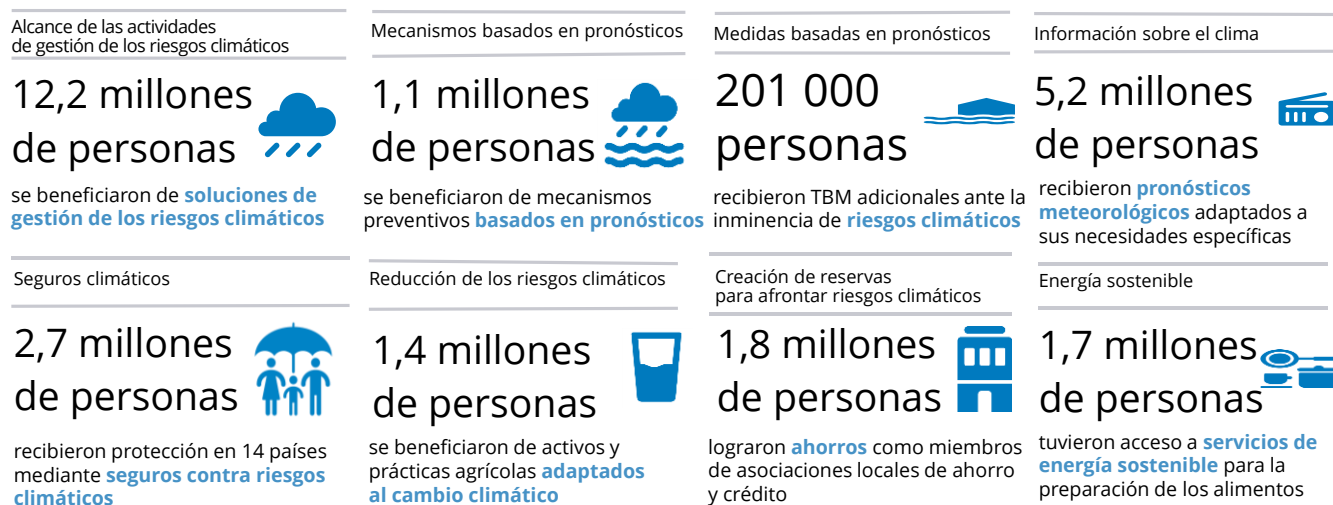 Alcance de las actividades
de gestión de los riesgos climáticos
12,2 millones
de personas
se beneficiaron de soluciones de
gestión de los riesgos climáticos
Mecanismos basados en pronósticos
1,1 millones
de personas
se beneficiaron de mecanismos
preventivos basados en pronósticos
Medidas basadas en pronósticos
201 000
personas
recibieron TBM adicionales ante la
inminencia de riesgos climáticos
Información sobre el clima
5,2 millones
de personas
recibieron pronósticos
meteorológicos adaptados a
sus necesidades específicas
Seguros climáticos
2,7 millones
de personas
recibieron protección en 14 países
mediante seguros contra riesgos
climáticos
Reducción de los riesgos climáticos
1,4 millones
de personas
se beneficiaron de activos y
prácticas agrícolas adaptados
al cambio climático
Creación de reservas
para afrontar riesgos climáticos
1,8 millones
de personas
lograron ahorros como miembros
de asociaciones locales de ahorro
y crédito
Energía sostenible
1,7 millones
de personas
tuvieron acceso a servicios de
energía sostenible para la
preparación de los alimentos